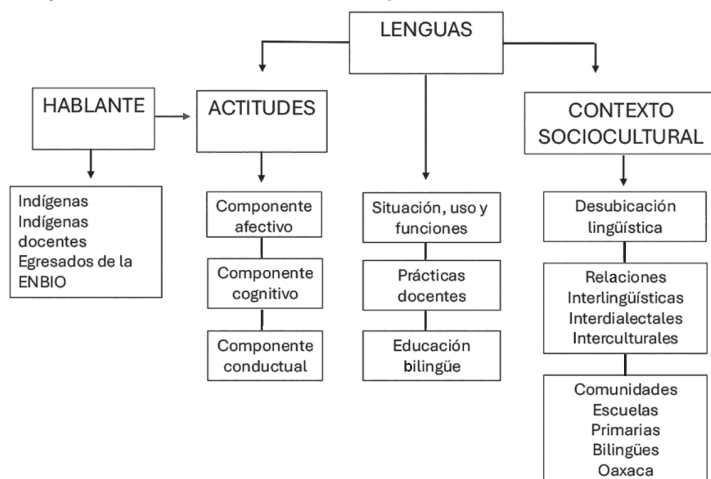 LENGUAS
HABLANTE
ACTITUDES
CONTEXTO
SOCIOCULTURAL
Indígenas
Indígenas
docentes
Egresados de la
ENBIO
Componente
afectivo
Componente
cognitivo
Componente
conductual
Situación, uso y
funciones
Prácticas
docentes
Educación
bilingüe
Desubicación
lingüística
Relaciones
Interlingüísticas
Interdialectales
Interculturales
Comunidades
Escuelas
Primarias
Bilingües
Oaxaca